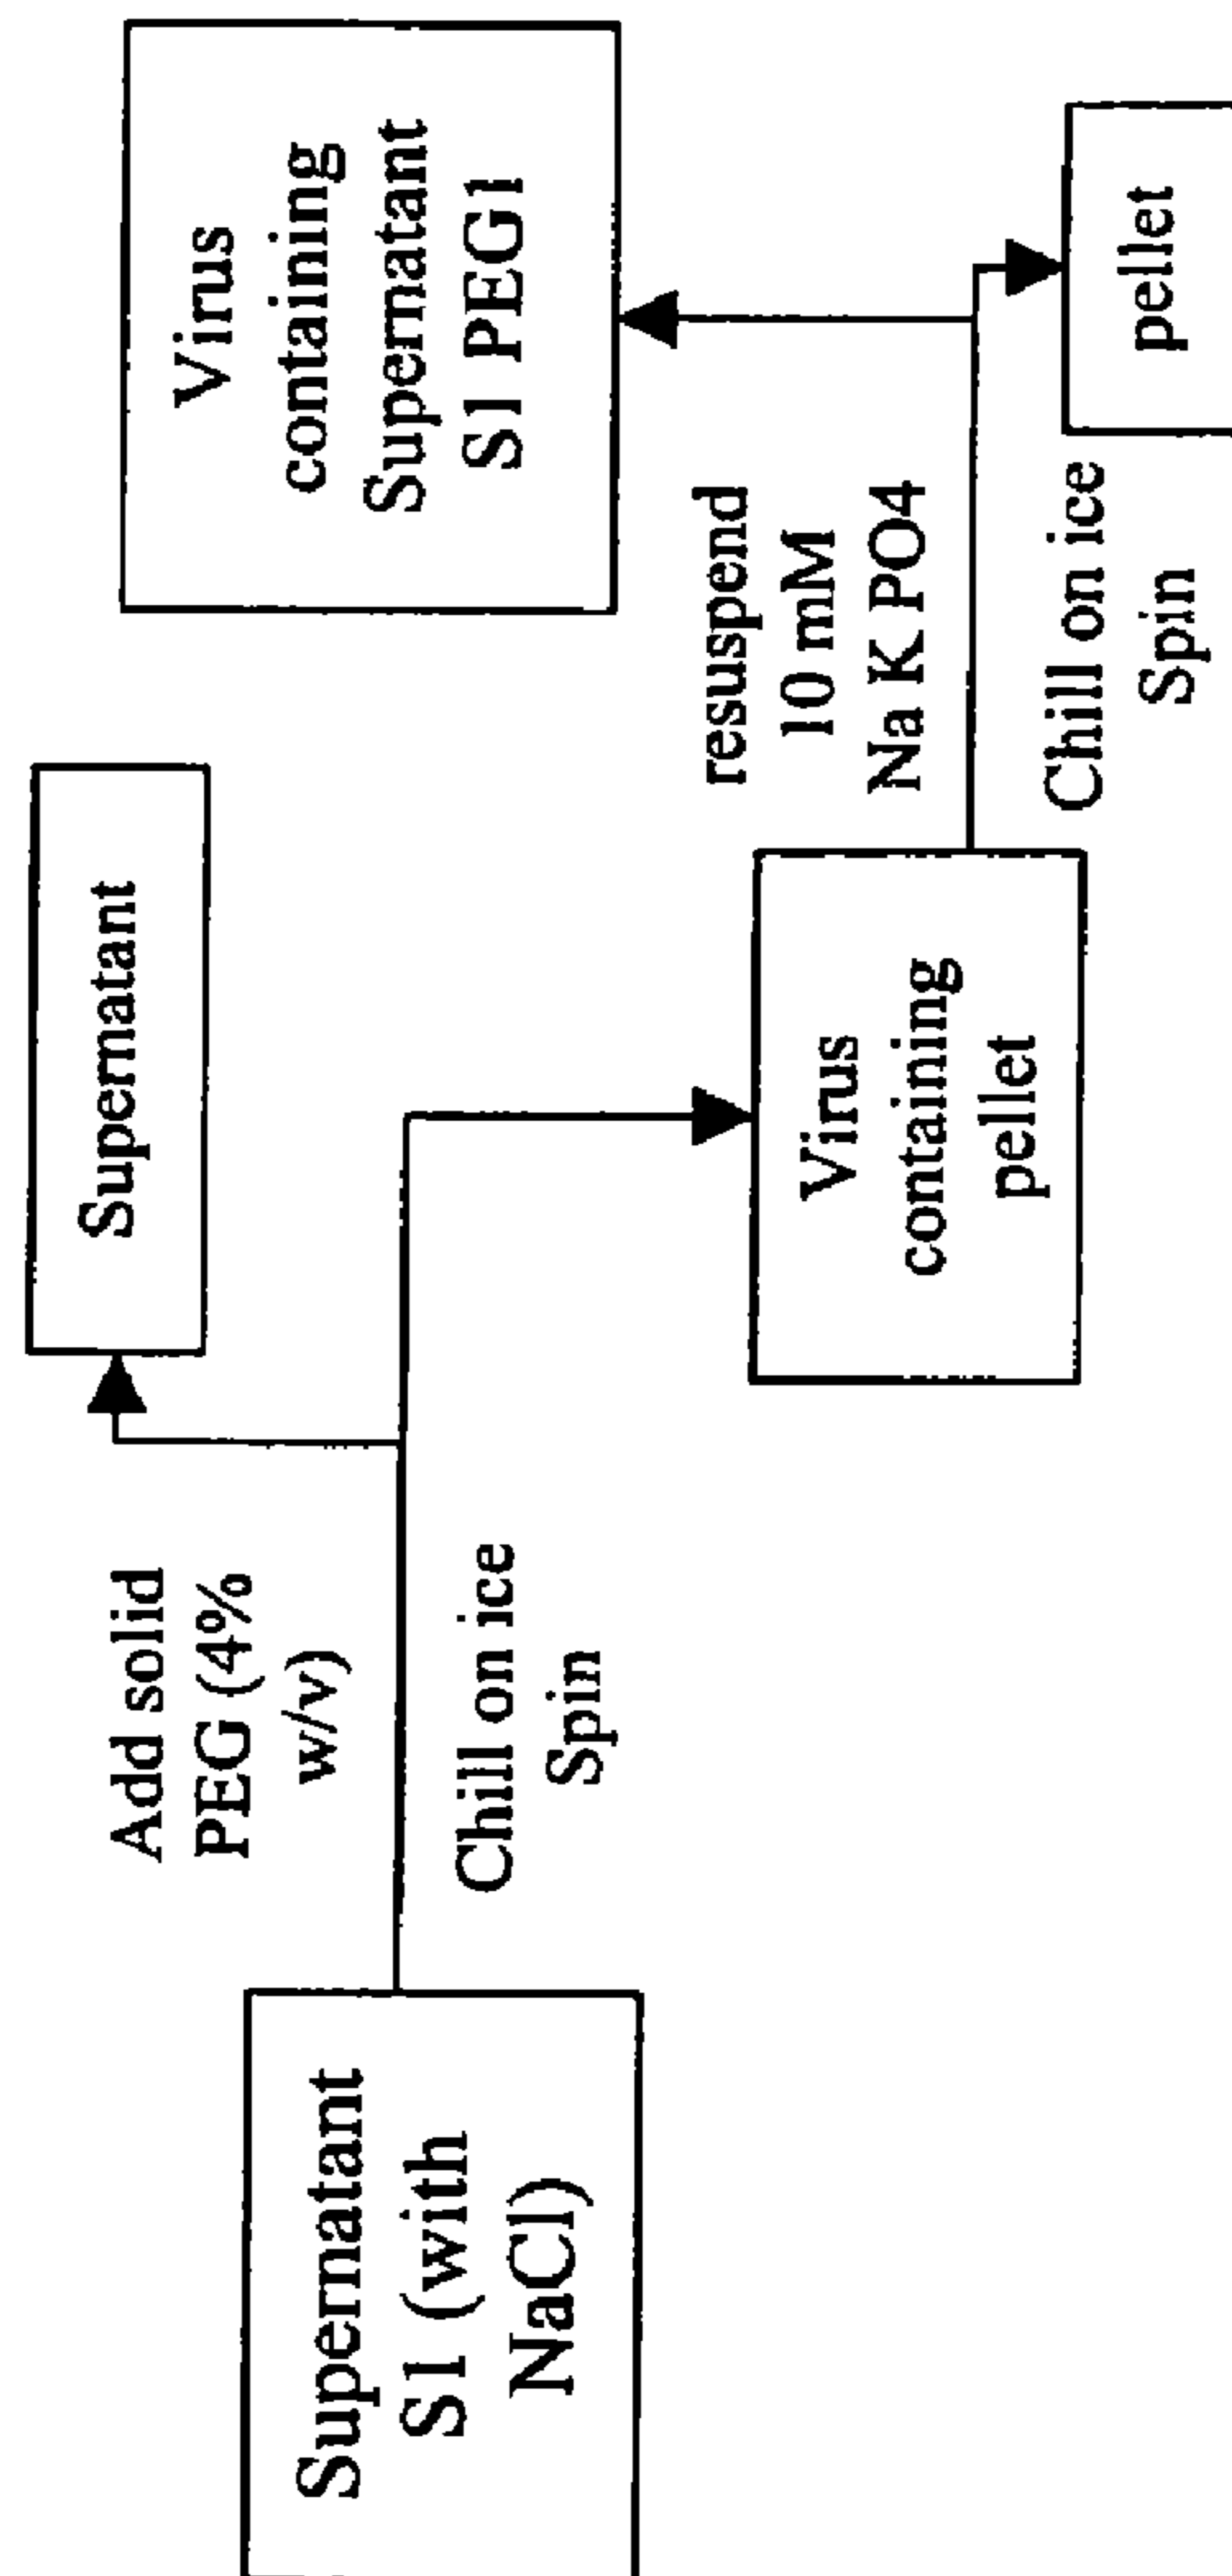 Supernatant
S1 (with
NaCl)
Add solid
PEG (4%
w/v)
Chill on ice
Spin
Supernatant
Virus
containing
pellet
resuspend
10 mM
Na K PO4
Chill on ice
Spin
Virus
containing
Supernatant
S1 PEG1
pellet